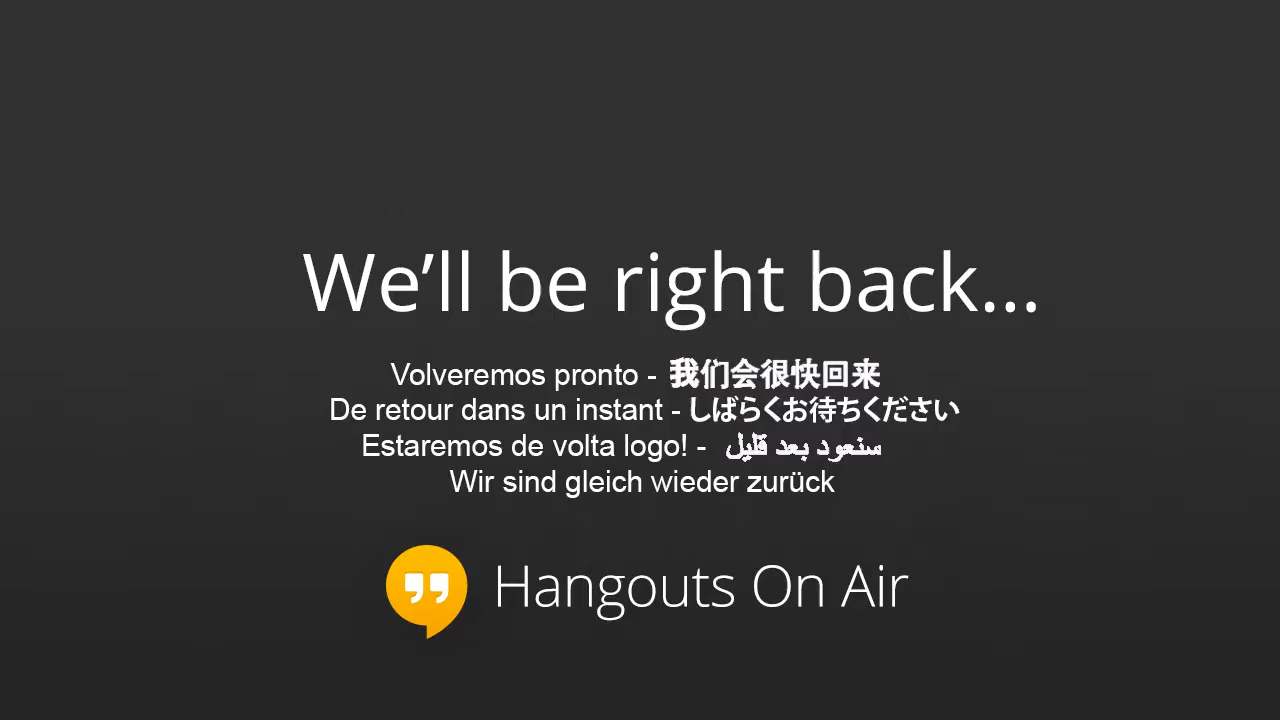 We’ll be right back...
Volveremos pronto - 我们会很快回来
De retour dans un instant - しばらくお待ちください
Estaremos de volta logo! - سنعود بعد قليل
Wir sind gleich wieder zurück
Hangouts On Air